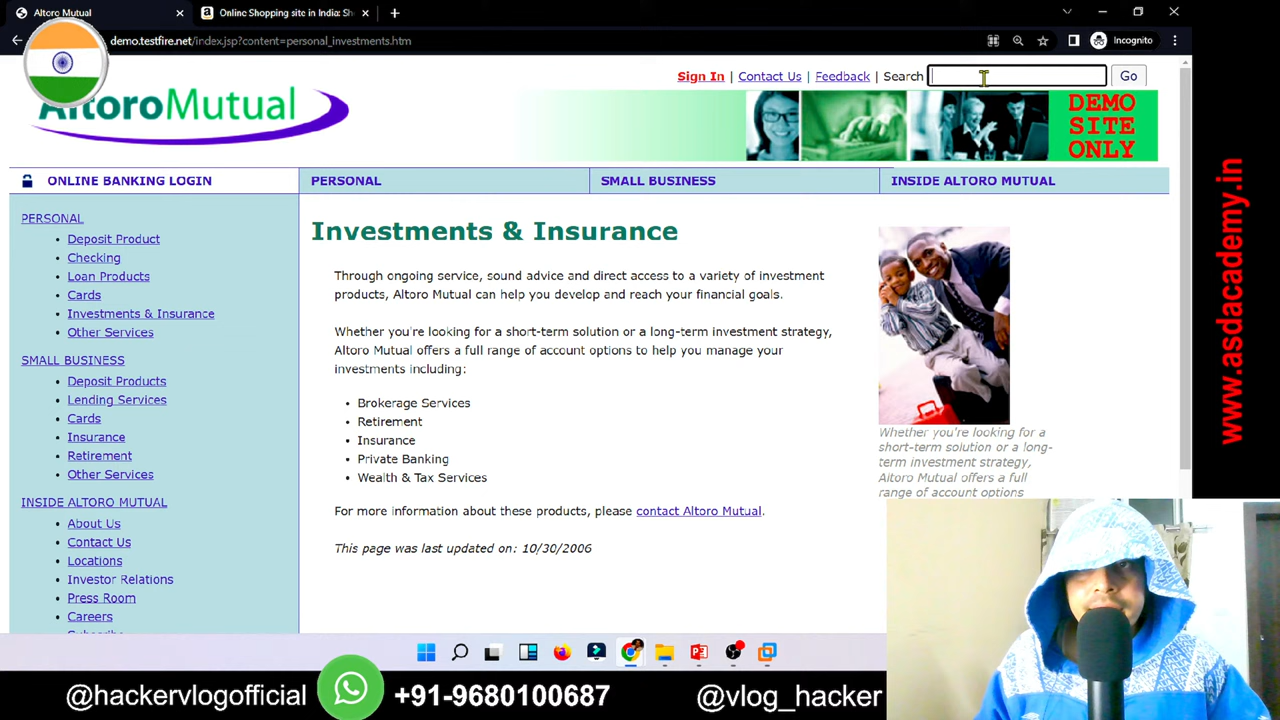 Altoro Mutual
Online Shopping site in India: Sh
demo.testfire.net/index.jsp?content=personal_investments.htm
Incognito
Sign In | Contact Us | Feedback | Search
Go
AltoroMutual
DEMO
SITE
ONLY
ONLINE BANKING LOGIN
PERSONAL
SMALL BUSINESS
INSIDE ALTORO MUTUAL
PERSONAL
Deposit Product
Checking
Loan Products
Cards
Investments & Insurance
Other Services
SMALL BUSINESS
Deposit Products
Lending Services
Cards
Insurance
Retirement
Other Services
INSIDE ALTORO MUTUAL
About Us
Contact Us
Locations
Investor Relations
Press Room
Careers
Investments & Insurance
Through ongoing service, sound advice and direct access to a variety of investment
products, Altoro Mutual can help you develop and reach your financial goals.
Whether you're looking for a short-term solution or a long-term investment strategy,
Altoro Mutual offers a full range of account options to help you manage your
investments including:
Brokerage Services
Retirement
Insurance
Private Banking
Wealth & Tax Services
For more information about these products, please contact Altoro Mutual.
This page was last updated on: 10/30/2006
Whether you're looking for a
short-term solution or a long-
term investment strategy,
Altoro Mutual offers a full
range of account options
www.asdacademy.in
@hackervlogofficial
+91-9680100687
@vlog_hacker